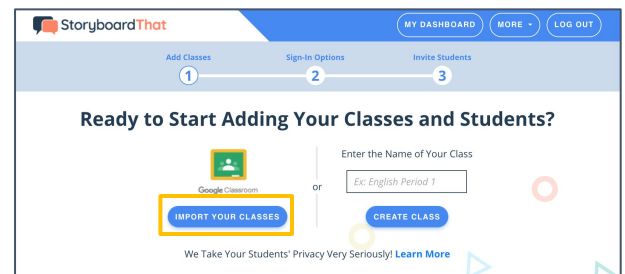 StoryboardThat
MY DASHBOARD
MORE
LOG OUT
Add Classes
Sign-In Options
Invite Students
1
2
3
Ready to Start Adding Your Classes and Students?
Google Classroom
IMPORT YOUR CLASSES
or
Enter the Name of Your Class
Ex: English Period 1
CREATE CLASS
We Take Your Students' Privacy Very Seriously! Learn More